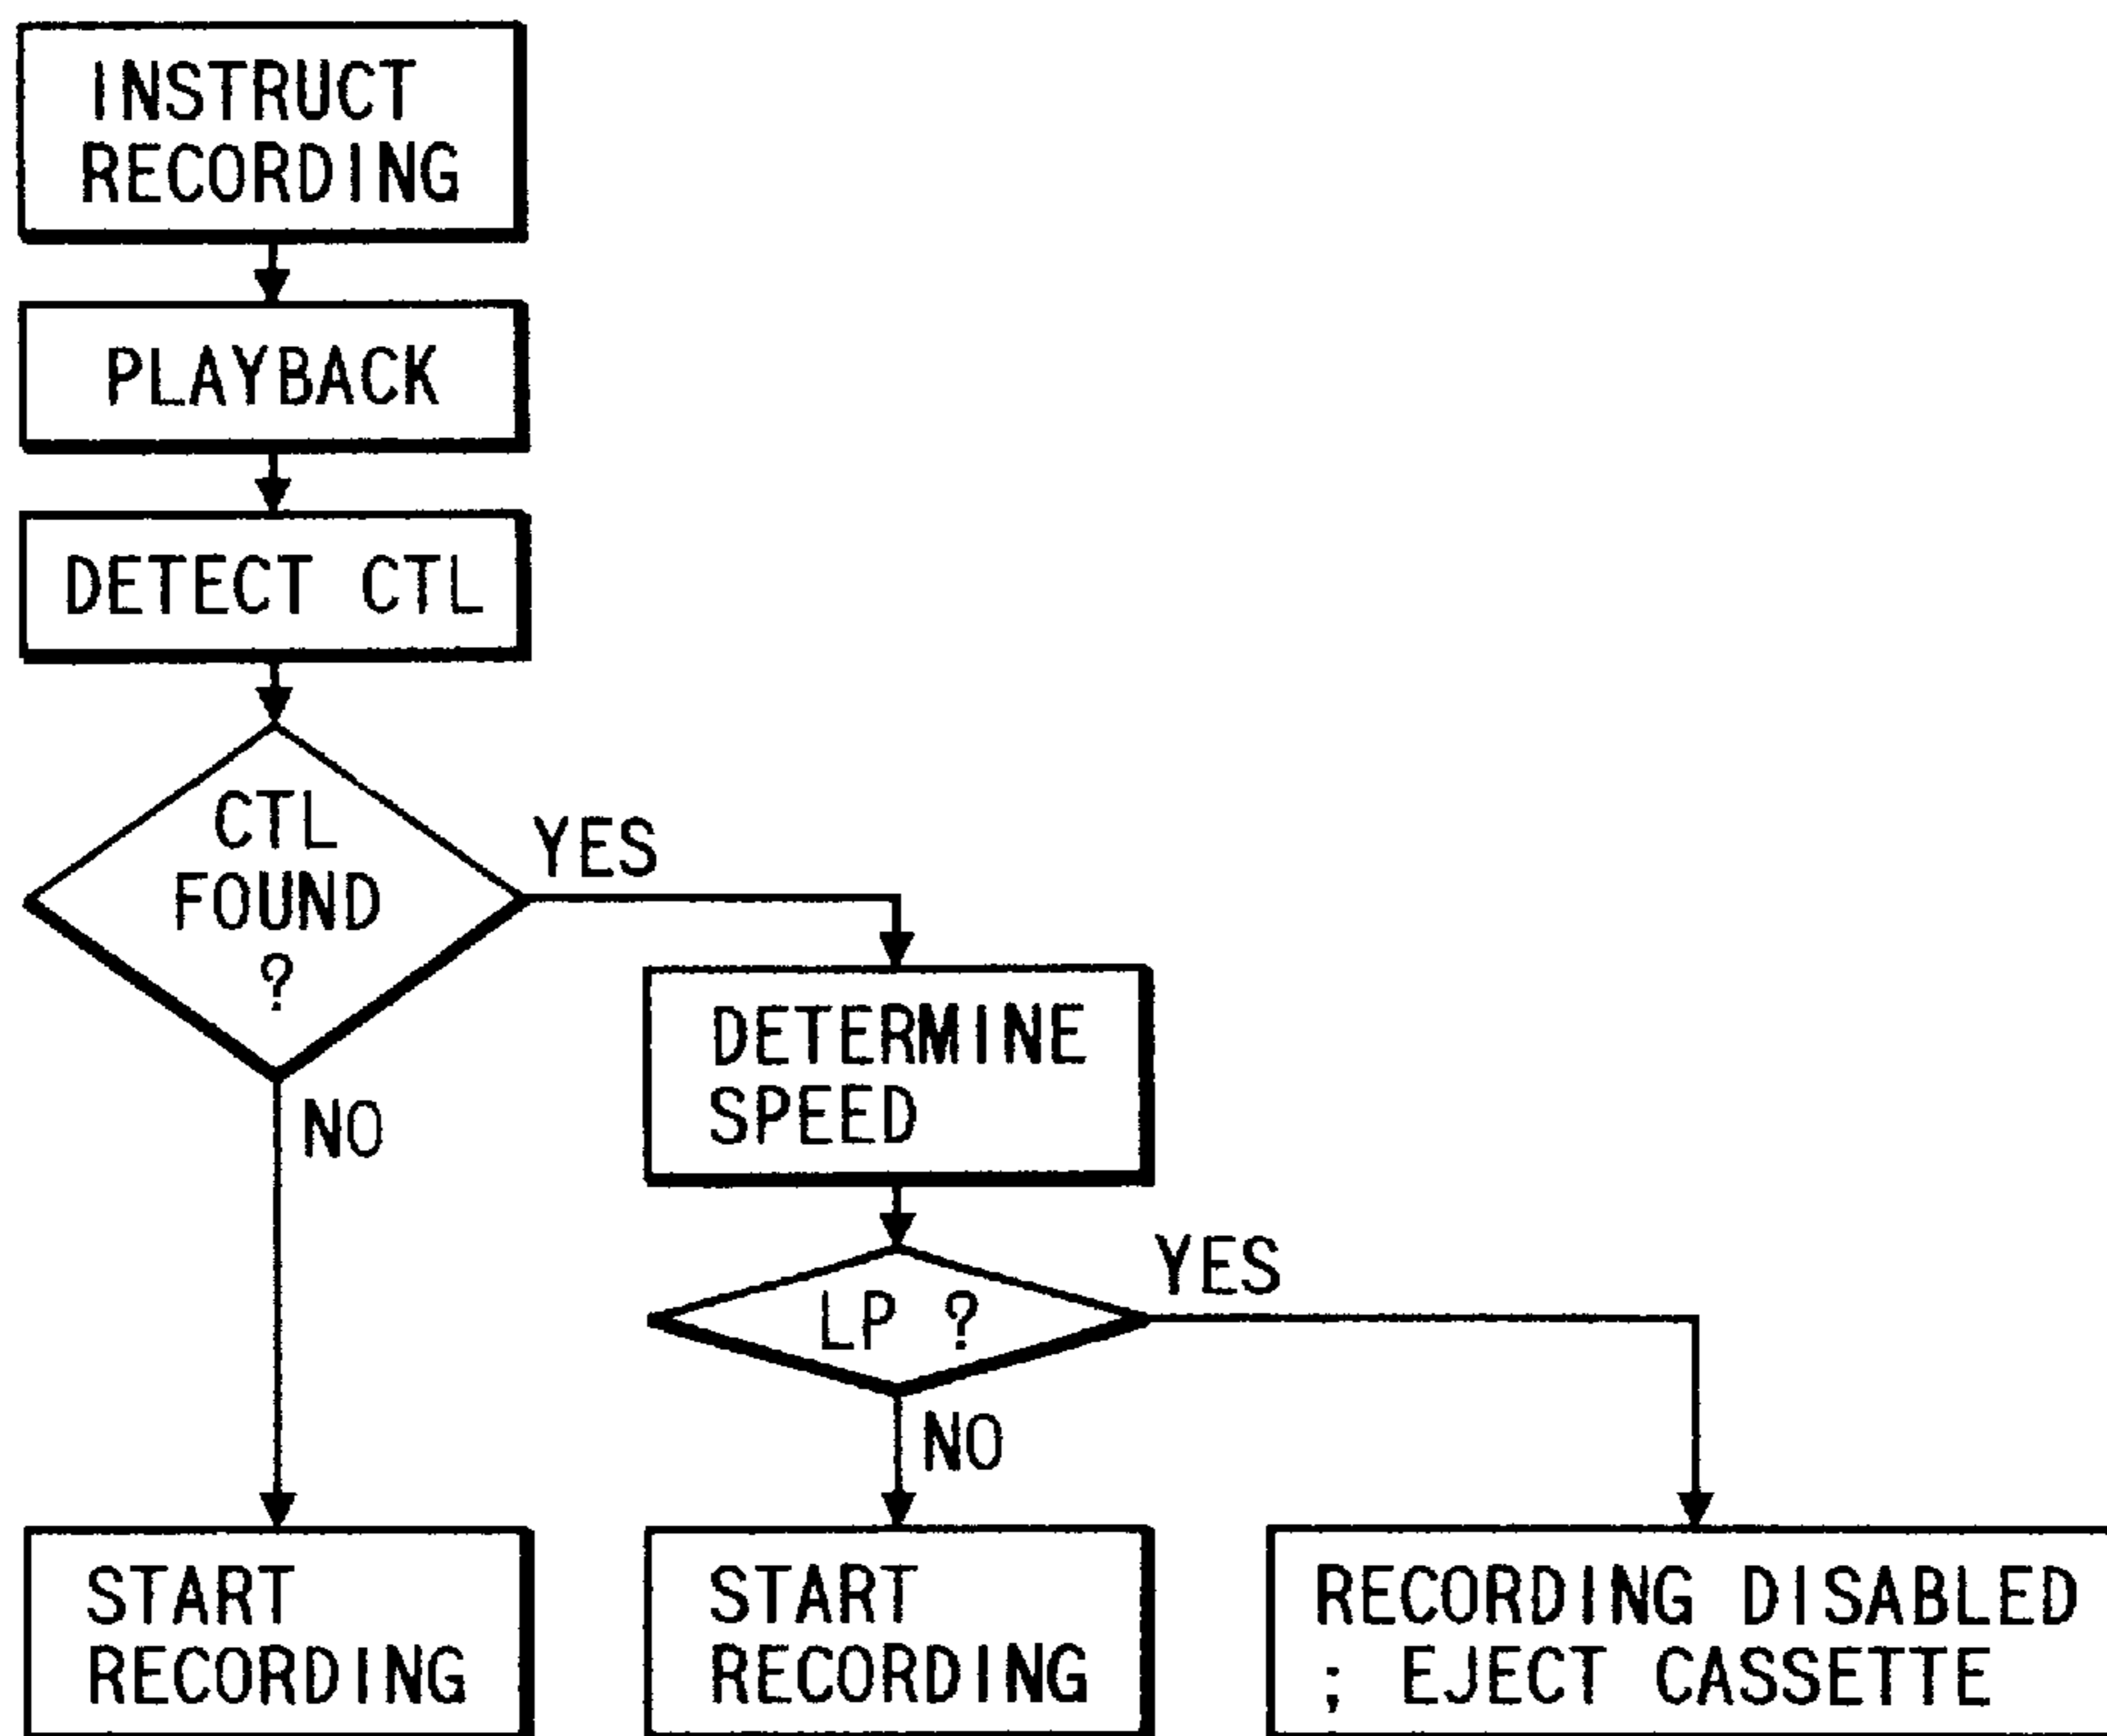 INSTRUCT
RECORDING
PLAYBACK
DETECT CTL
CTL
FOUND
?
YES
NO
DETERMINE
SPEED
LP ?
YES
NO
START
RECORDING
START
RECORDING
RECORDING DISABLED
; EJECT CASSETTE